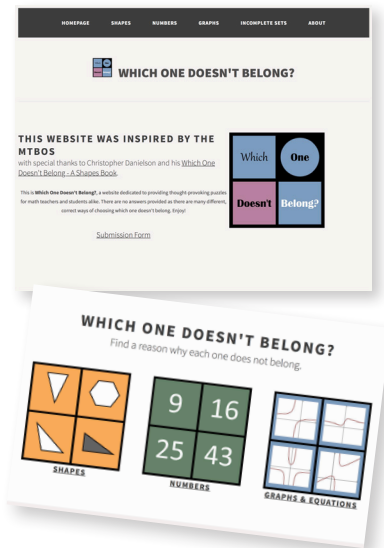 HOMEPAGE SHAPES NUMBERS GRAPHS INCOMPLETE SETS ABOUT
WHICH ONE DOESN'T BELONG?
THIS WEBSITE WAS INSPIRED BY THE
MTBOS
with special thanks to Christopher Danielson and his Which One
Doesn't Belong - A Shapes Book.
This is Which One Doesn't Belong?, a website dedicated to providing thought-provoking puzzles
for math teachers and students alike. There are no answers provided as there are many different,
correct ways of choosing which one doesn't belong. Enjoy!
Submission Form
Which One
Doesn't Belong?
WHICH ONE DOESN'T BELONG?
Find a reason why each one does not belong.
9 16
25 43
SHAPES
NUMBERS
GRAPHS & EQUATIONS